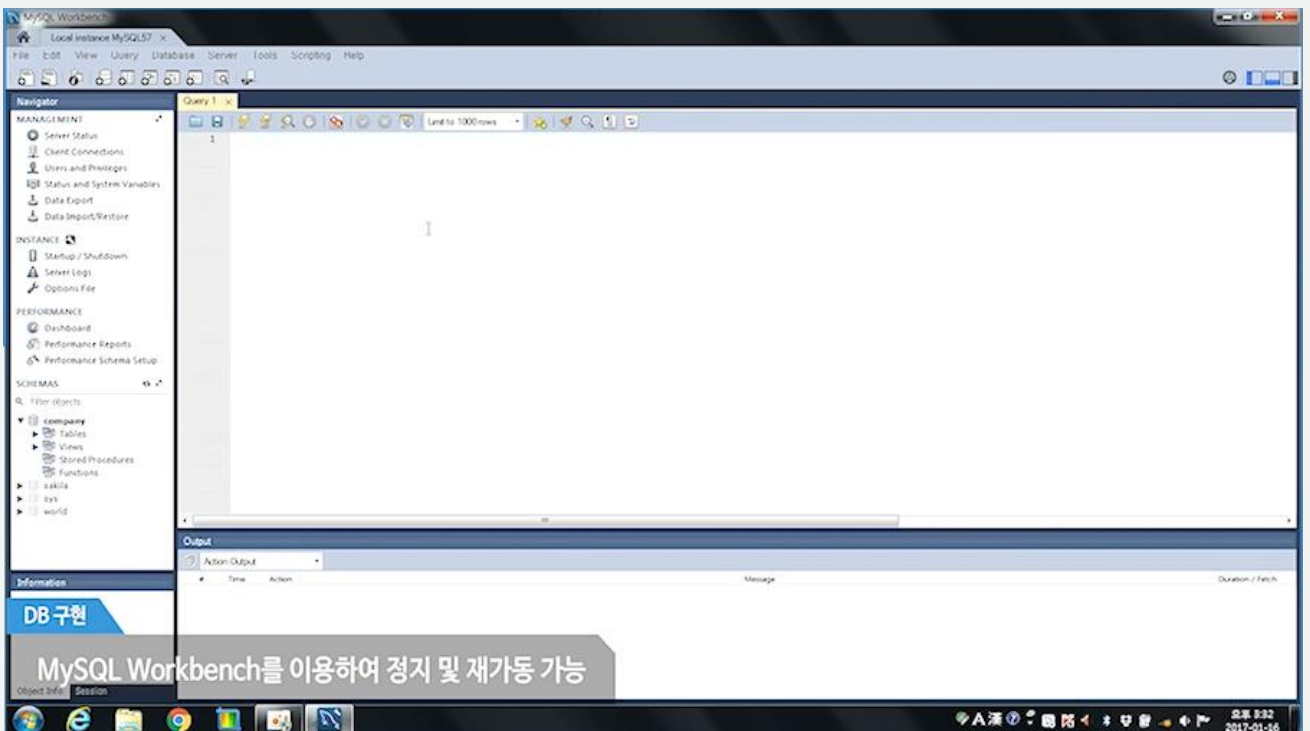 MySQL Workbench
Local instance MySQL57
File Edit View Query Database Server Tools Scripting Help
Navigator
MANAGEMENT
Server Status
Client Connections
Users and Privileges
Status and System Variables
Data Export
Data Import/Restore
INSTANCE
Startup / Shutdown
Server Logs
Options File
PERFORMANCE
Dashboard
Performance Reports
Performance Schema Setup
SCHEMAS
Filter objects
company
Tables
Views
Stored Procedures
Functions
sakila
sys
world
Query 1
Limit to 1000 rows
1
Output
Action Output
# Time Action Message Duration / Fetch
Information
DB 구현
MySQL Workbench를 이용하여 정지 및 재가동 가능
Object Info Session
A 漢
오후 3:32
2017-01-16